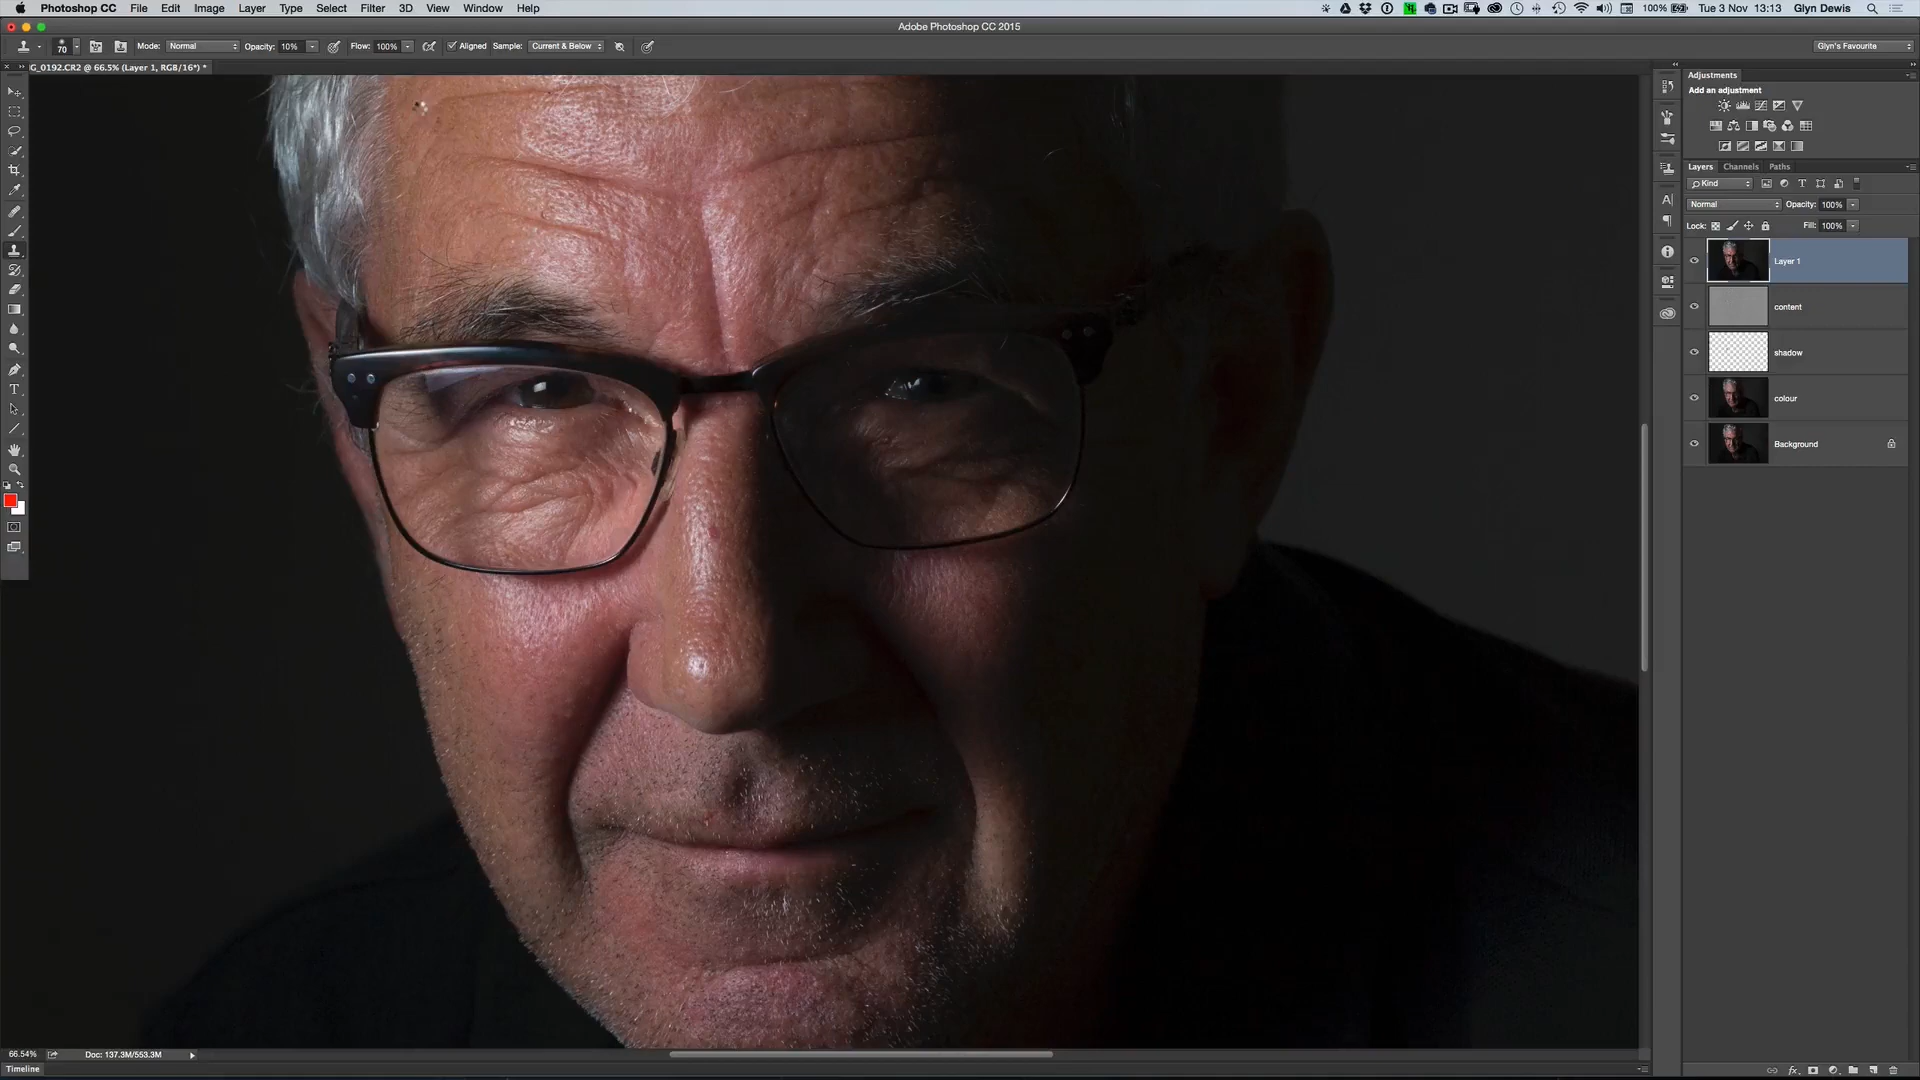 Photoshop CC File Edit Image Layer Type Select Filter 3D View Window Help 100% Tue 3 Nov 13:13 Glyn Dewis
Adobe Photoshop CC 2015
70 Mode: Normal Opacity: 10% Flow: 100% Aligned Sample: Current & Below Glyn's Favourite
G_0192.CR2 @ 66.5% (Layer 1, RGB/16*) *
Adjustments
Add an adjustment
Layers Channels Paths
Kind
Normal Opacity: 100%
Lock: Fill: 100%
Layer 1
content
shadow
colour
Background
66.54% Doc: 137.3M/553.3M
Timeline